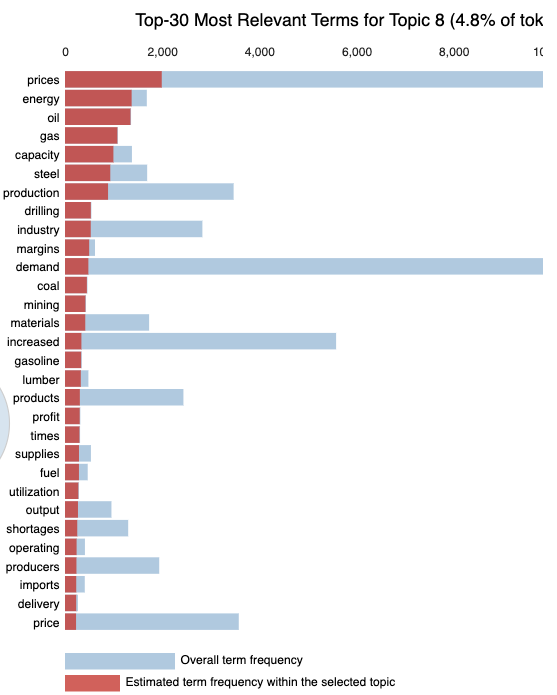 Top-30 Most Relevant Terms for Topic 8 (4.8% of tok
0 2,000 4,000 6,000 8,000 10
prices
energy
oil
gas
capacity
steel
production
drilling
industry
margins
demand
coal
mining
materials
increased
gasoline
lumber
products
profit
times
supplies
fuel
utilization
output
shortages
operating
producers
imports
delivery
price
Overall term frequency
Estimated term frequency within the selected topic